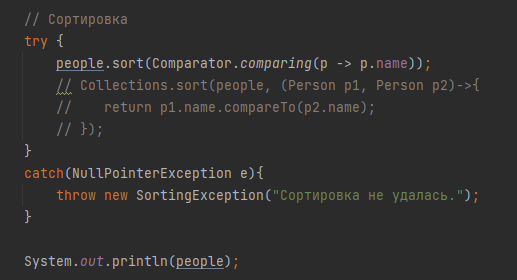 // Сортировка
try {
    people.sort(Comparator.comparing(p -> p.name));
    // Collections.sort(people, (Person p1, Person p2)->{
    //    return p1.name.compareTo(p2.name);
    // });
}
catch(NullPointerException e){
    throw new SortingException("Сортировка не удалась.");
}
System.out.println(people);